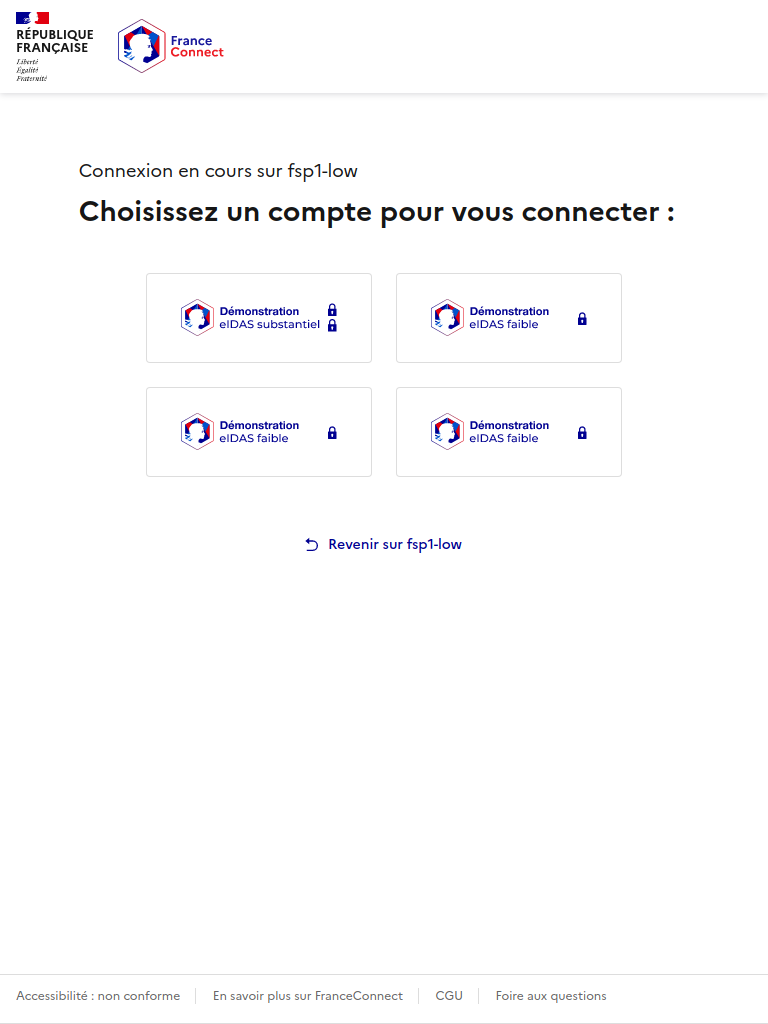 RÉPUBLIQUE
FRANÇAISE
Liberté
Égalité
Fraternité
France
Connect
Connexion en cours sur fsp1-low
Choisissez un compte pour vous connecter :
Démonstration
eIDAS substantiel
Démonstration
eIDAS faible
Démonstration
eIDAS faible
Démonstration
eIDAS faible
Revenir sur fsp1-low
Accessibilité : non conforme
En savoir plus sur FranceConnect
CGU
Foire aux questions